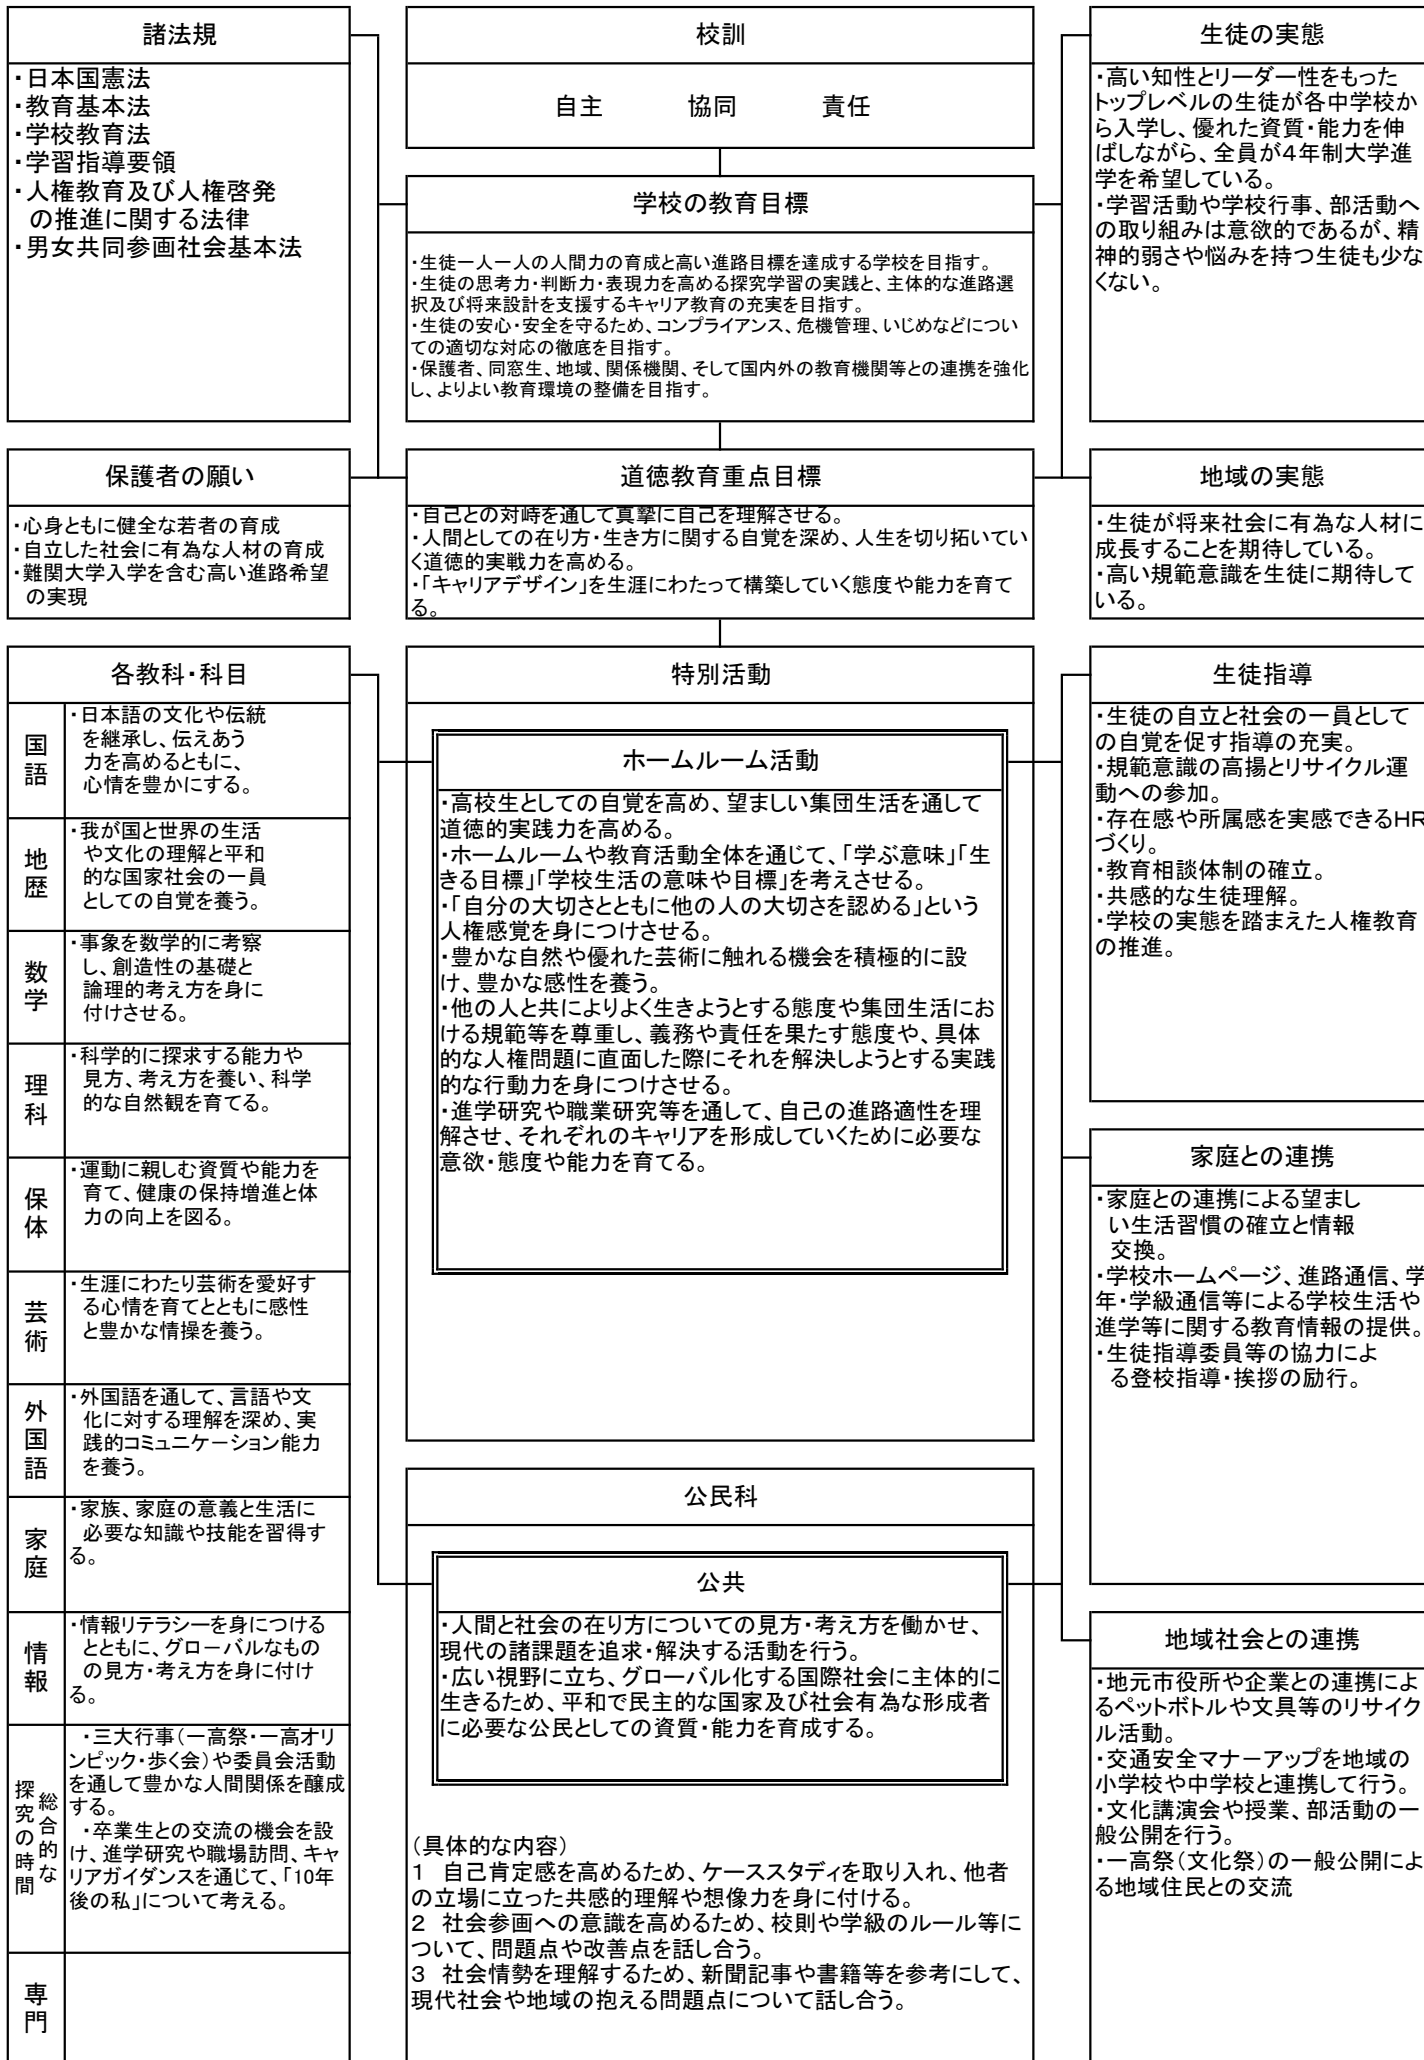 諸法規
・日本国憲法
・教育基本法
・学校教育法
・学習指導要領
・人権教育及び人権啓発
の推進に関する法律
・男女共同参画社会基本法
校訓
自主 協同 責任
学校の教育目標
・生徒一人一人の人間力の育成と高い進路目標を達成する学校を目指す。
・生徒の思考力・判断力・表現力を高める探究学習の実践と、主体的な進路選
択及び将来設計を支援するキャリア教育の充実を目指す。
・生徒の安心・安全を守るため、コンプライアンス、危機管理、いじめなどについ
ての適切な対応の徹底を目指す。
・保護者、同窓生、地域、関係機関、そして国内外の教育機関等との連携を強化
し、よりよい教育環境の整備を目指す。
生徒の実態
・高い知性とリーダー性をもった
トップレベルの生徒が各中学校か
ら入学し、優れた資質・能力を伸
ばしながら、全員が4年制大学進
学を希望している。
・学習活動や学校行事、部活動へ
の取り組みは意欲的であるが、精
神的弱さや悩みを持つ生徒も少な
くない。
保護者の願い
・心身ともに健全な若者の育成
・自立した社会に有為な人材の育成
・難関大学入学を含む高い進路希望
の実現
道徳教育重点目標
・自己との対峙を通して真摯に自己を理解させる。
・人間としての在り方・生き方に関する自覚を深め、人生を切り拓いてい
く道徳的実戦力を高める。
・「キャリアデザイン」を生涯にわたって構築していく態度や能力を育て
る。
地域の実態
・生徒が将来社会に有為な人材に
成長することを期待している。
・高い規範意識を生徒に期待して
いる。
各教科・科目
国語
・日本語の文化や伝統
を継承し、伝えあう
力を高めるともに、
心情を豊かにする。
地歴
・我が国と世界の生活
や文化の理解と平和
的な国家社会の一員
としての自覚を養う。
数学
・事象を数学的に考察
し、創造性の基礎と
論理的考え方を身に
付けさせる。
理科
・科学的に探求する能力や
見方、考え方を養い、科学
的な自然観を育てる。
保体
・運動に親しむ資質や能力を
育て、健康の保持増進と体
力の向上を図る。
芸術
・生涯にわたり芸術を愛好す
る心情を育てとともに感性
と豊かな情操を養う。
外国語
・外国語を通して、言語や文
化に対する理解を深め、実
践的コミュニケーション能力
を養う。
家庭
・家族、家庭の意義と生活に
必要な知識や技能を習得す
る。
情報
・情報リテラシーを身につける
とともに、グローバルなもの
の見方・考え方を身に付け
る。
総合的な
探究の時間
・三大行事(一高祭・一高オリ
ンピック・歩く会)や委員会活動
を通して豊かな人間関係を醸成
する。
・卒業生との交流の機会を設
け、進学研究や職場訪問、キャ
リアガイダンスを通じて、「10年
後の私」について考える。
専門
特別活動
ホームルーム活動
・高校生としての自覚を高め、望ましい集団生活を通して
道徳的実践力を高める。
・ホームルームや教育活動全体を通じて、「学ぶ意味」「生
きる目標」「学校生活の意味や目標」を考えさせる。
・「自分の大切さとともに他の人の大切さを認める」という
人権感覚を身につけさせる。
・豊かな自然や優れた芸術に触れる機会を積極的に設
け、豊かな感性を養う。
・他の人と共によりよく生きようとする態度や集団生活にお
ける規範等を尊重し、義務や責任を果たす態度や、具体
的な人権問題に直面した際にそれを解決しようとする実践
的な行動力を身につけさせる。
・進学研究や職業研究等を通して、自己の進路適性を理
解させ、それぞれのキャリアを形成していくために必要な
意欲・態度や能力を育てる。
公民科
公共
・人間と社会の在り方についての見方・考え方を働かせ、
現代の諸課題を追求・解決する活動を行う。
・広い視野に立ち、グローバル化する国際社会に主体的に
生きるため、平和で民主的な国家及び社会有為な形成者
に必要な公民としての資質・能力を育成する。
(具体的な内容)
1 自己肯定感を高めるため、ケーススタディを取り入れ、他者
の立場に立った共感的理解や想像力を身に付ける。
2 社会参画への意識を高めるため、校則や学級のルール等に
ついて、問題点や改善点を話し合う。
3 社会情勢を理解するため、新聞記事や書籍等を参考にして、
現代社会や地域の抱える問題点について話し合う。
生徒指導
・生徒の自立と社会の一員として
の自覚を促す指導の充実。
・規範意識の高揚とリサイクル運
動への参加。
・存在感や所属感を実感できるHR
づくり。
・教育相談体制の確立。
・共感的な生徒理解。
・学校の実態を踏まえた人権教育
の推進。
家庭との連携
・家庭との連携による望まし
い生活習慣の確立と情報
交換。
・学校ホームページ、進路通信、学
年・学級通信等による学校生活や
進学等に関する教育情報の提供。
・生徒指導委員等の協力によ
る登校指導・挨拶の励行。
地域社会との連携
・地元市役所や企業との連携によ
るペットボトルや文具等のリサイク
ル活動。
・交通安全マナーアップを地域の
小学校や中学校と連携して行う。
・文化講演会や授業、部活動の一
般公開を行う。
・一高祭(文化祭)の一般公開によ
る地域住民との交流